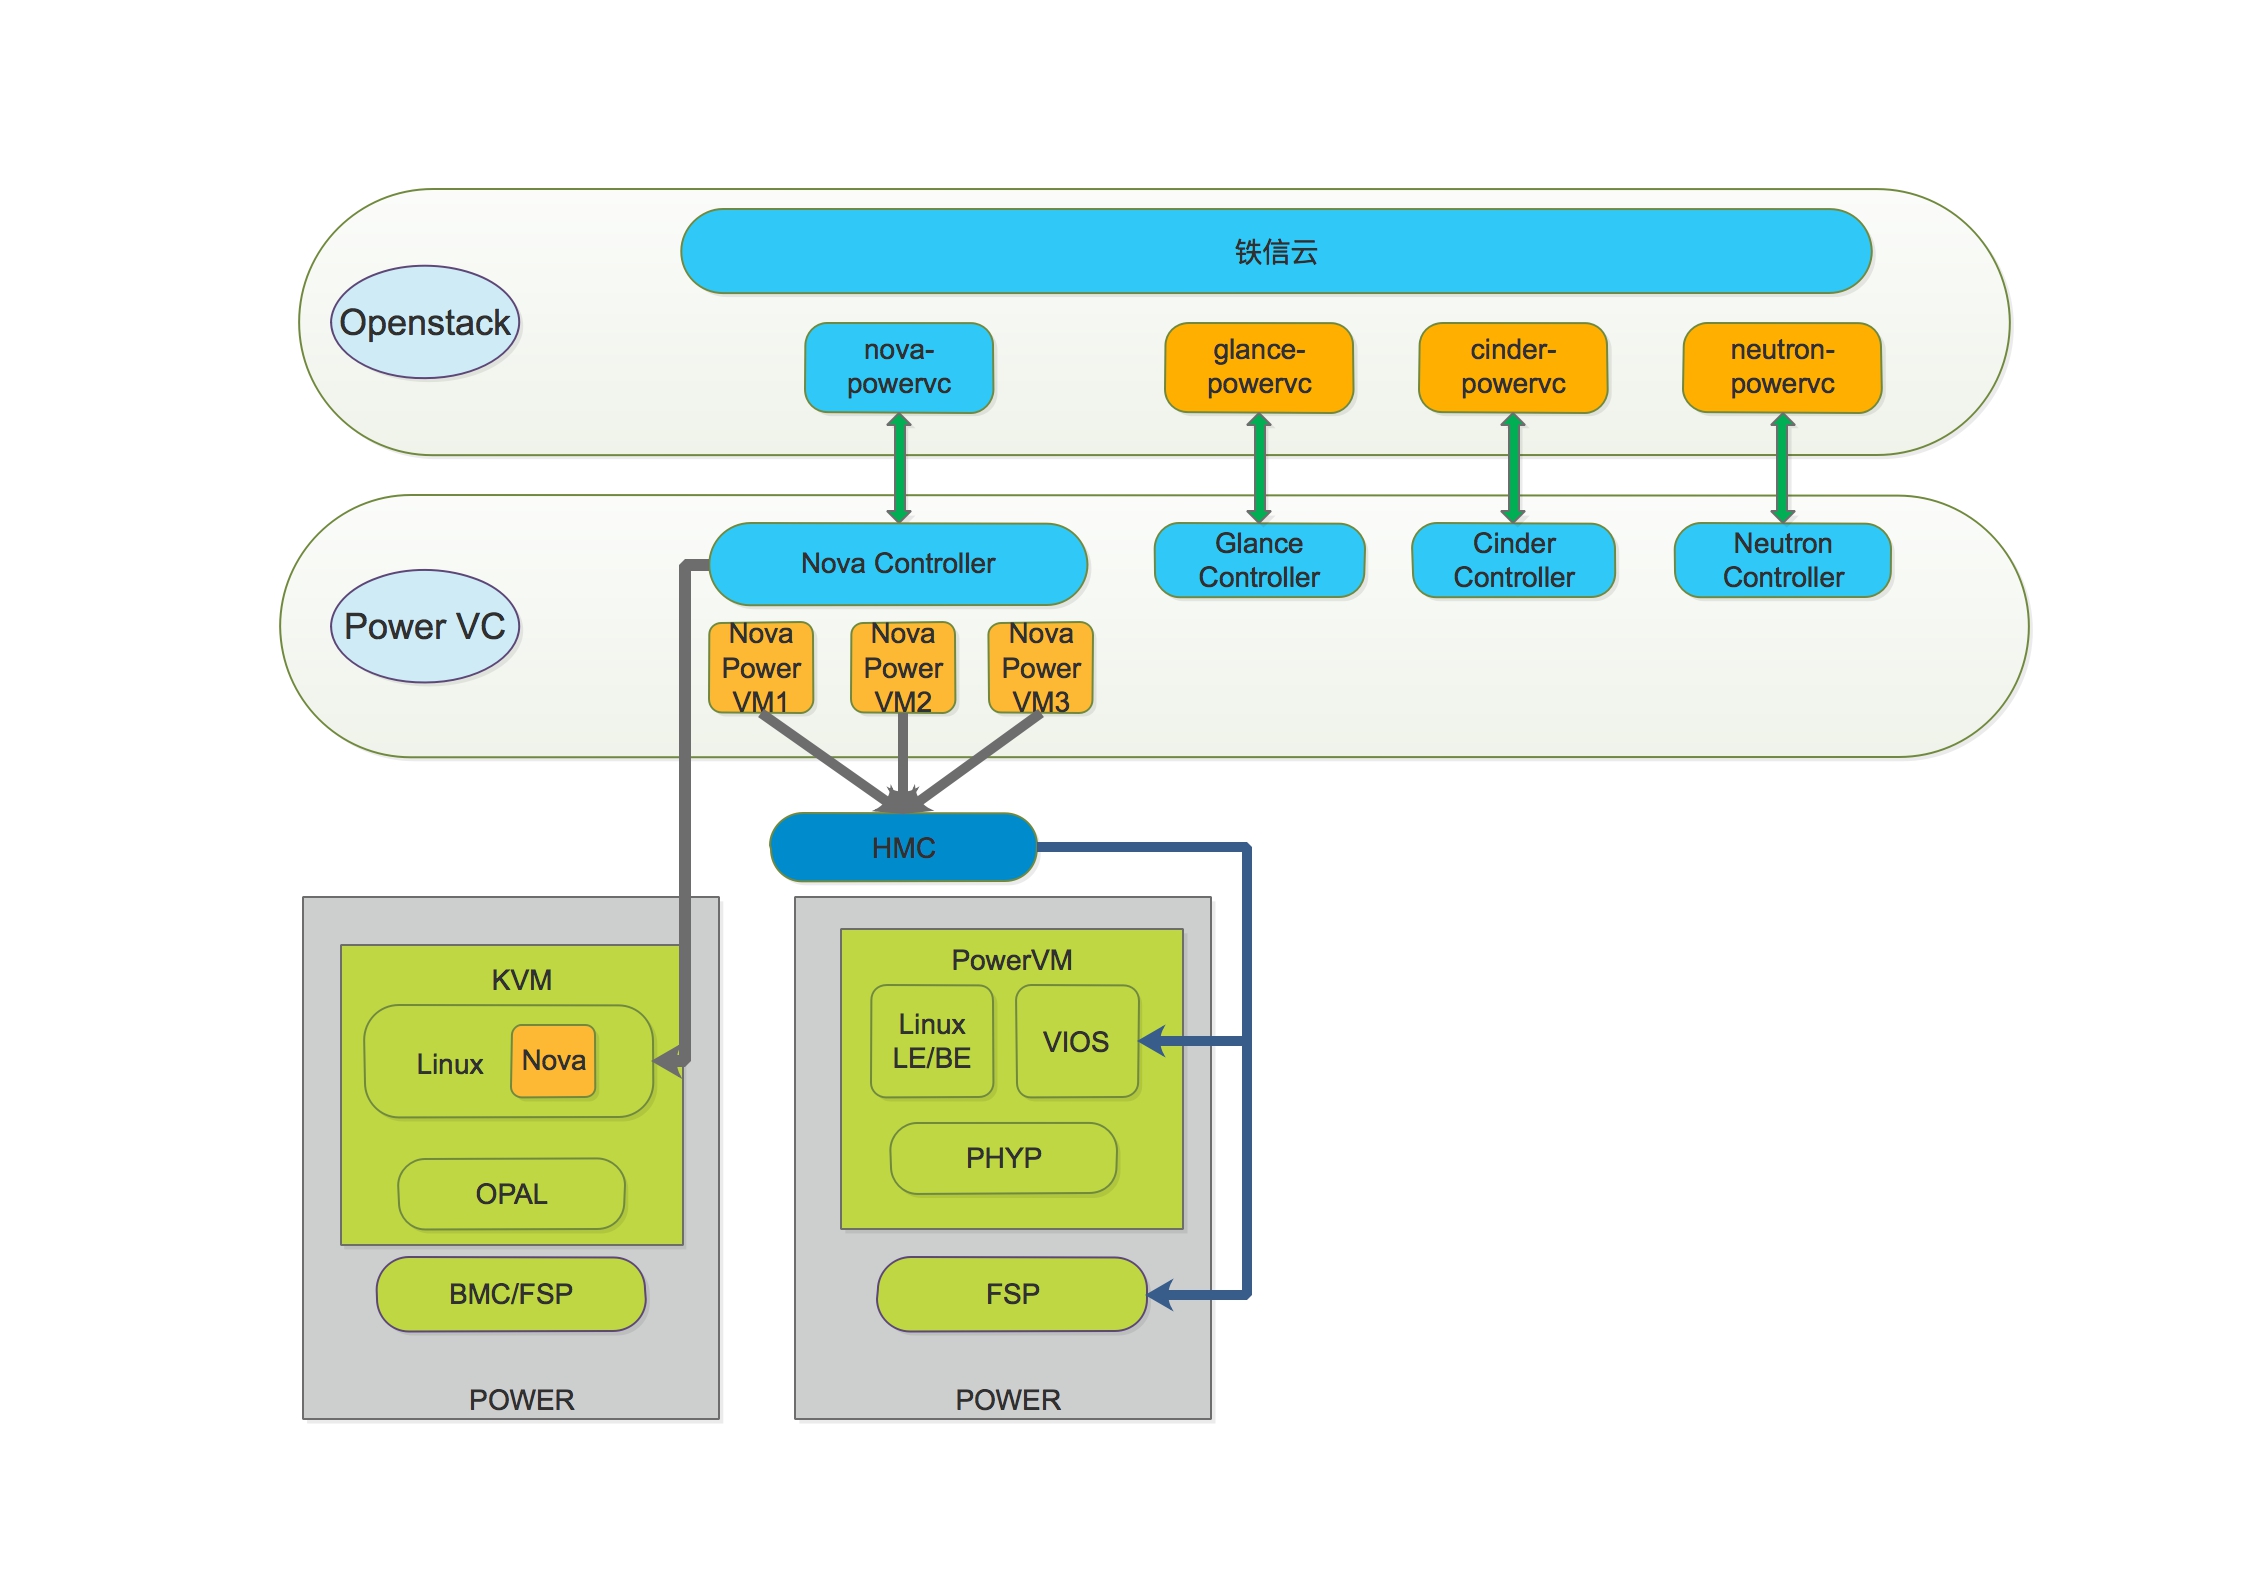 铁信云
Openstack
nova-
powervc
glance-
powervc
cinder-
powervc
neutron-
powervc
Power VC
Nova Controller
Glance
Controller
Cinder
Controller
Neutron
Controller
Nova
Power
VM1
Nova
Power
VM2
Nova
Power
VM3
HMC
KVM
Linux
Nova
OPAL
BMC/FSP
POWER
PowerVM
Linux
LE/BE
VIOS
PHYP
FSP
POWER